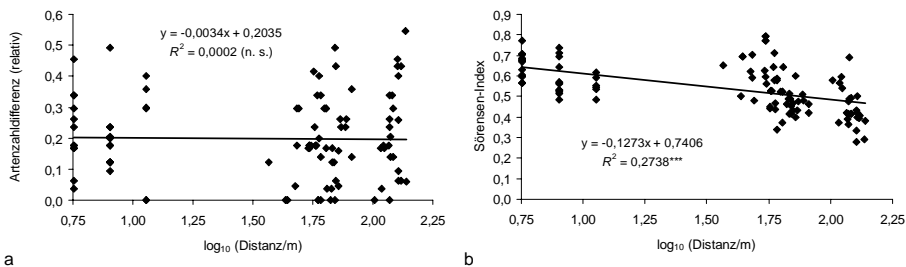 0,6
0,5
0,4
0,3
0,2
0,1
0,0
Artenzahldifferenz (relativ)
y = -0,0034x + 0,2035
R² = 0,0002 (n. s.)
0,75 1,00 1,25 1,50 1,75 2,00 2,25
log₁₀ (Distanz/m)
a
0,9
0,8
0,7
0,6
0,5
0,4
0,3
0,2
0,1
0,0
Sörensen-Index
y = -0,1273x + 0,7406
R² = 0,2738***
0,75 1,00 1,25 1,50 1,75 2,00 2,25
log₁₀ (Distanz/m)
b